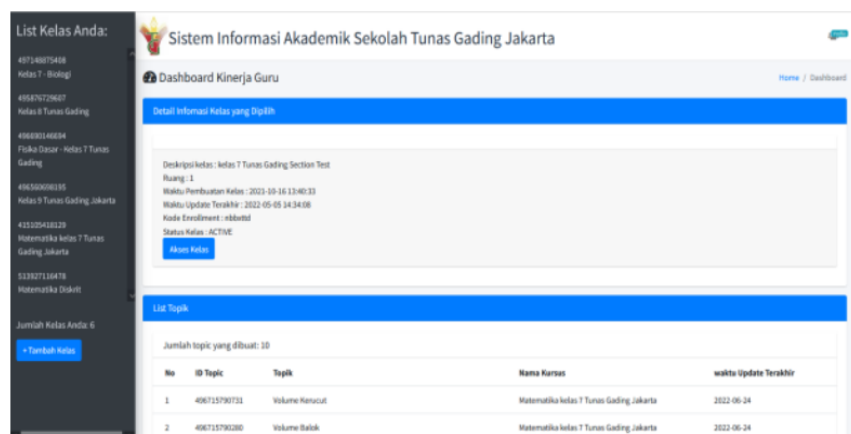 List Kelas Anda:
497148875408
Kelas 7 - Biologi
495876729607
Kelas 8 Tunas Gading
496690146694
Fisika Dasar - Kelas 7 Tunas
Gading
496560698195
Kelas 9 Tunas Gading Jakarta
415105418129
Matematika kelas 7 Tunas
Gading Jakarta
513927116478
Matematika Diskrit
Jumlah Kelas Anda: 6
+ Tambah Kelas
Sistem Informasi Akademik Sekolah Tunas Gading Jakarta
Dashboard Kinerja Guru
Home / Dashboard
Detail Infomasi Kelas yang Dipilih
Deskripsi kelas : kelas 7 Tunas Gading Section Test
Ruang : 1
Waktu Pembuatan Kelas : 2021-10-16 13:40:33
Waktu Update Terakhir : 2022-05-05 14:34:08
Kode Enrollment : nbbettd
Status Kelas : ACTIVE
Akses Kelas
List Topik
Jumlah topic yang dibuat: 10
No ID Topic Topik Nama Kursus waktu Update Terakhir
1 496715790731 Volume Kerucut Matematika kelas 7 Tunas Gading Jakarta 2022-06-24
2 496715790280 Volume Balok Matematika kelas 7 Tunas Gading Jakarta 2022-06-24